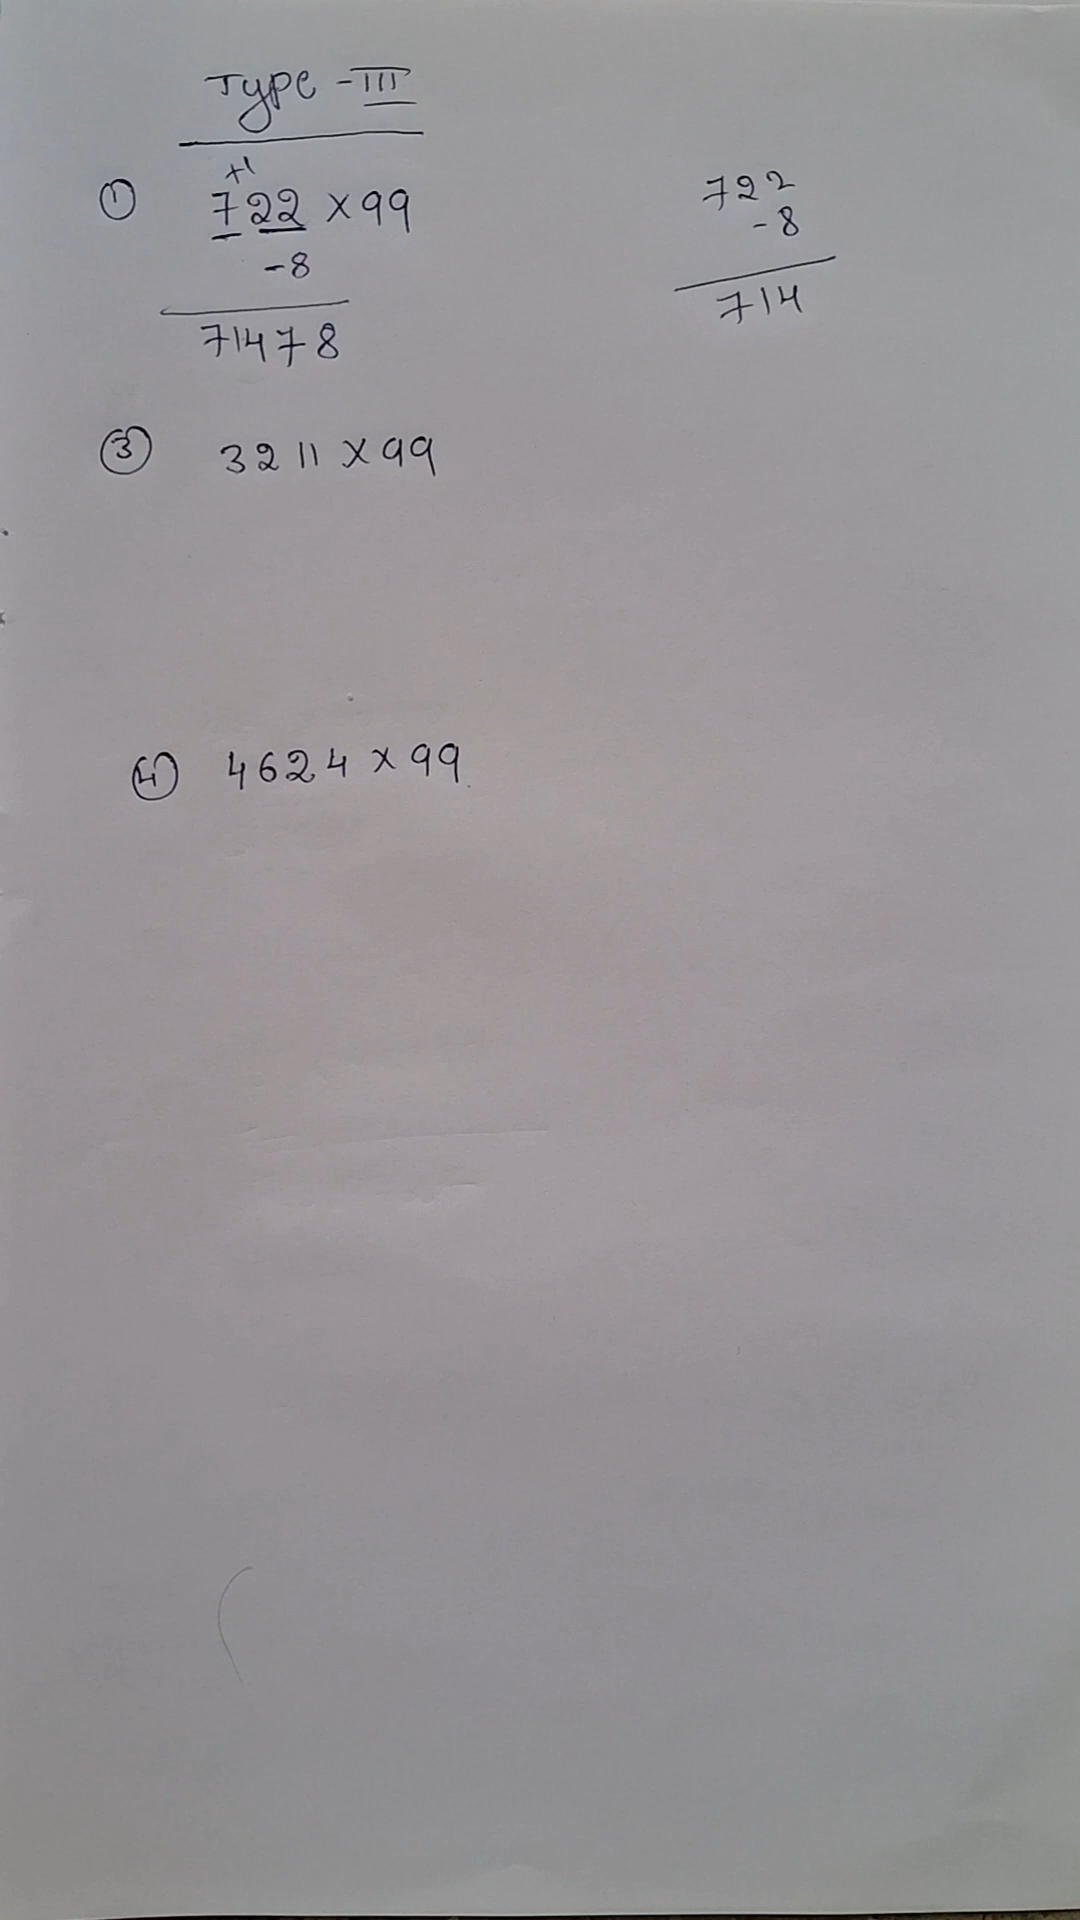 Type - III
+1
① 722 × 99
-8
71478
722
-8
714
③ 3211 × 99
④ 4624 × 99